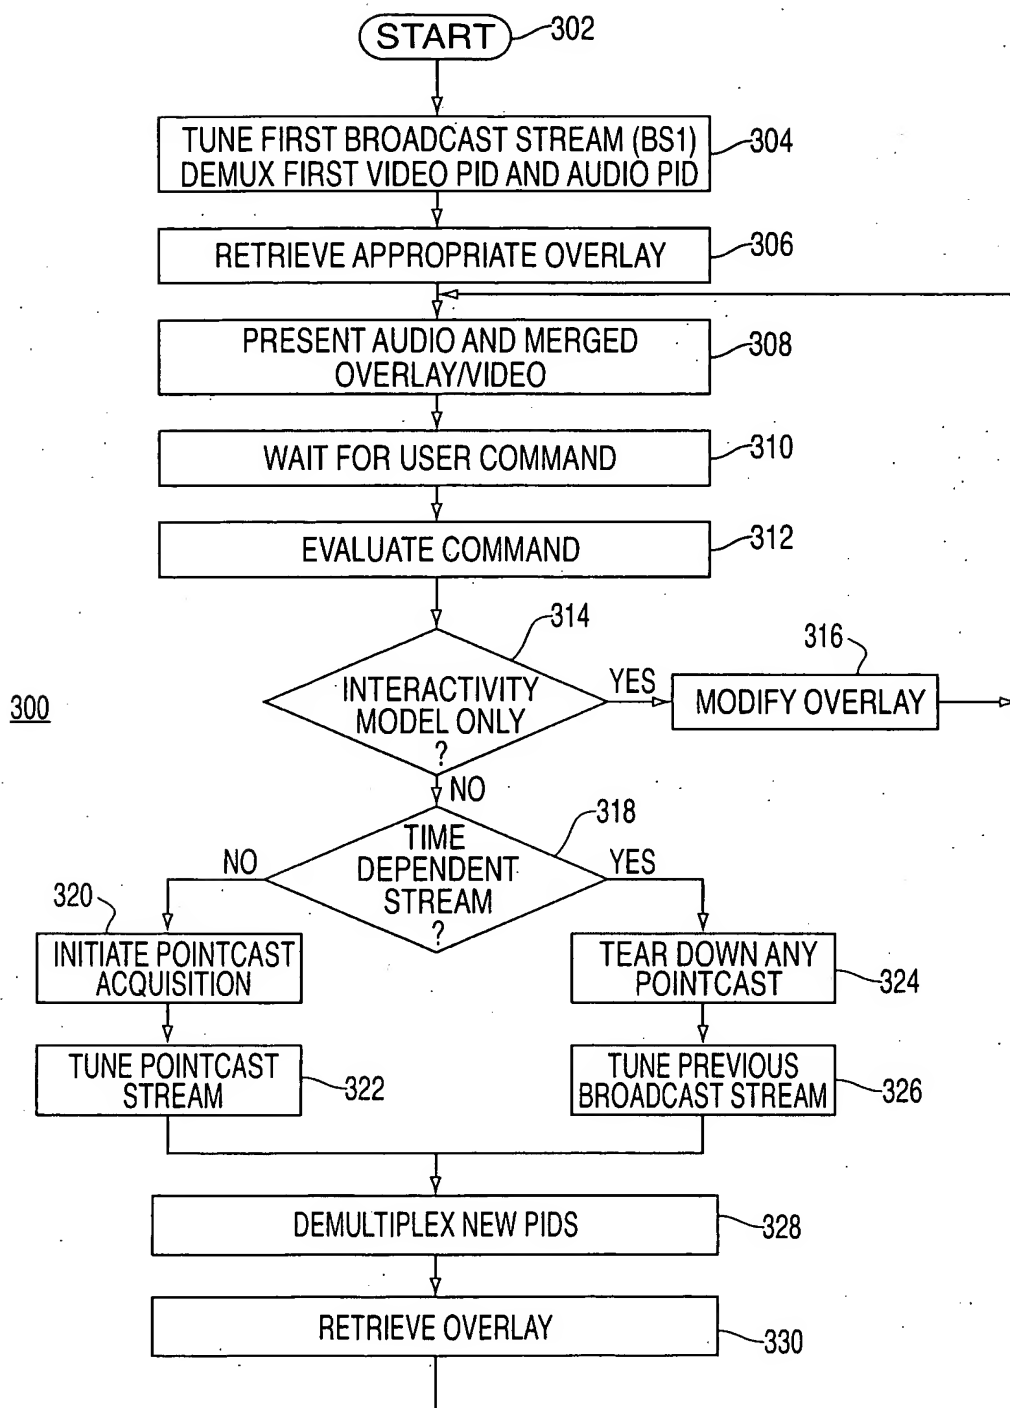 START
302
TUNE FIRST BROADCAST STREAM (BS1)
DEMUX FIRST VIDEO PID AND AUDIO PID
304
RETRIEVE APPROPRIATE OVERLAY
306
PRESENT AUDIO AND MERGED
OVERLAY/VIDEO
308
WAIT FOR USER COMMAND
310
EVALUATE COMMAND
312
314
INTERACTIVITY
MODEL ONLY
?
YES
316
MODIFY OVERLAY
300
NO
318
TIME
DEPENDENT
STREAM
?
NO
YES
320
INITIATE POINTCAST
ACQUISITION
TEAR DOWN ANY
POINTCAST
324
TUNE POINTCAST
STREAM
322
TUNE PREVIOUS
BROADCAST STREAM
326
DEMULTIPLEX NEW PIDS
328
RETRIEVE OVERLAY
330